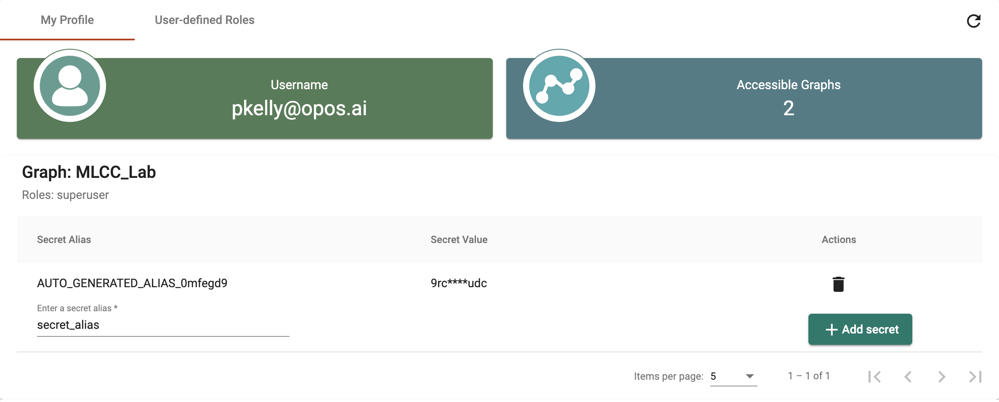 My Profile
User-defined Roles
Username
pkelly@opos.ai
Accessible Graphs
2
Graph: MLCC_Lab
Roles: superuser
Secret Alias
Secret Value
Actions
AUTO_GENERATED_ALIAS_0mfegd9
9rc****udc
Enter a secret alias *
secret_alias
Add secret
Items per page:
5
1 – 1 of 1